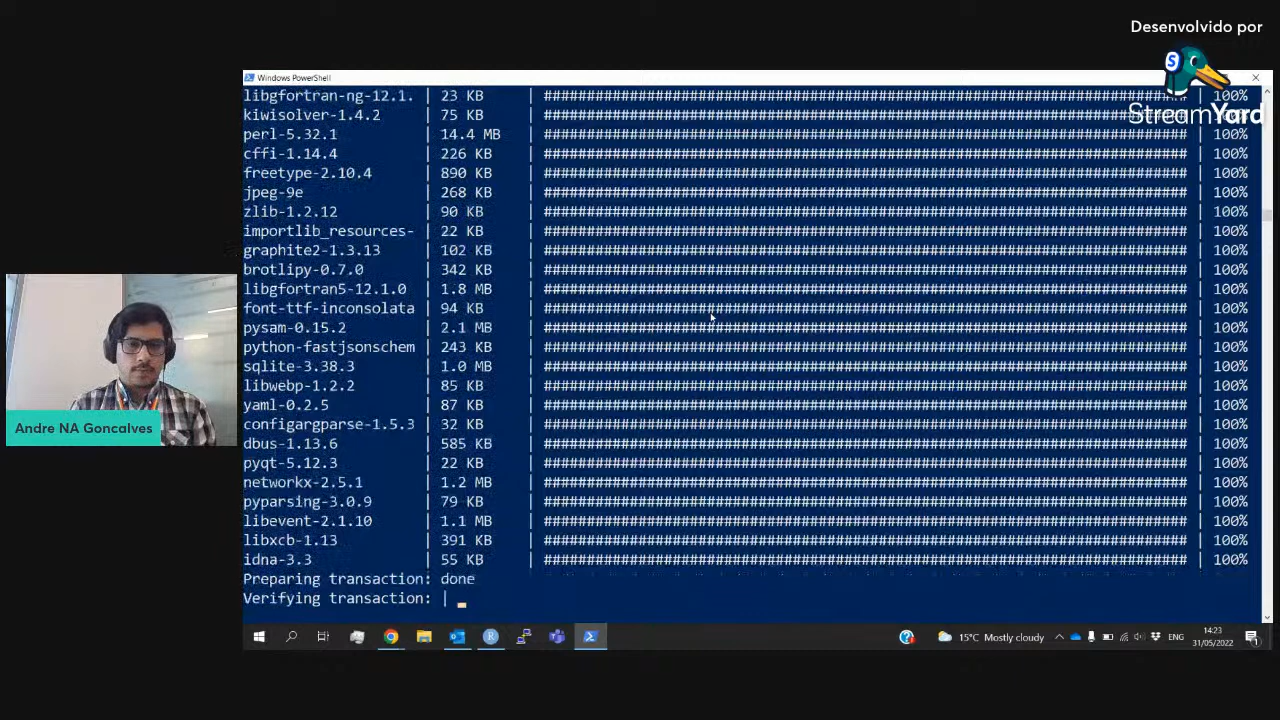 Desenvolvido por
S
StreamYard
Windows PowerShell
libgfortran-ng-12.1. | 23 KB | ########################################################################### | 100%
kiwisolver-1.4.2 | 75 KB | ########################################################################### | 100%
perl-5.32.1 | 14.4 MB | ########################################################################### | 100%
cffi-1.14.4 | 226 KB | ########################################################################### | 100%
freetype-2.10.4 | 890 KB | ########################################################################### | 100%
jpeg-9e | 268 KB | ########################################################################### | 100%
zlib-1.2.12 | 90 KB | ########################################################################### | 100%
importlib_resources- | 22 KB | ########################################################################### | 100%
graphite2-1.3.13 | 102 KB | ########################################################################### | 100%
brotlipy-0.7.0 | 342 KB | ########################################################################### | 100%
libgfortran5-12.1.0 | 1.8 MB | ########################################################################### | 100%
font-ttf-inconsolata | 94 KB | ########################################################################### | 100%
pysam-0.15.2 | 2.1 MB | ########################################################################### | 100%
python-fastjsonschem | 243 KB | ########################################################################### | 100%
sqlite-3.38.3 | 1.0 MB | ########################################################################### | 100%
libwebp-1.2.2 | 85 KB | ########################################################################### | 100%
yaml-0.2.5 | 87 KB | ########################################################################### | 100%
configargparse-1.5.3 | 32 KB | ########################################################################### | 100%
dbus-1.13.6 | 585 KB | ########################################################################### | 100%
pyqt-5.12.3 | 22 KB | ########################################################################### | 100%
networkx-2.5.1 | 1.2 MB | ########################################################################### | 100%
pyparsing-3.0.9 | 79 KB | ########################################################################### | 100%
libevent-2.1.10 | 1.1 MB | ########################################################################### | 100%
libxcb-1.13 | 391 KB | ########################################################################### | 100%
idna-3.3 | 55 KB | ########################################################################### | 100%
Preparing transaction: done
Verifying transaction: |
Andre NA Goncalves
15°C Mostly cloudy
ENG
14:23
31/05/2022